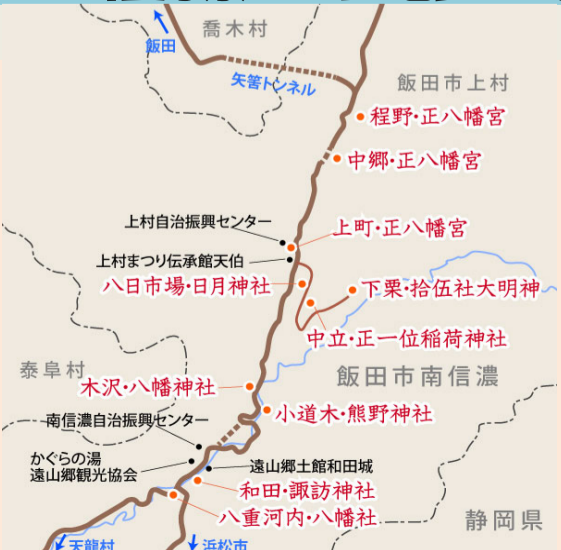 喬木村
飯田
矢筈トンネル
飯田市上村
程野・正八幡宮
中郷・正八幡宮
上村自治振興センター
上町・正八幡宮
上村まつり伝承館天伯
八日市場・日月神社
下栗・拾伍社大明神
中立・正一位稲荷神社
泰阜村
飯田市南信濃
木沢・八幡神社
小道木・熊野神社
南信濃自治振興センター
かぐらの湯
遠山郷観光協会
遠山郷土館和田城
和田・諏訪神社
八重河内・八幡社
静岡県
天龍村
浜松市